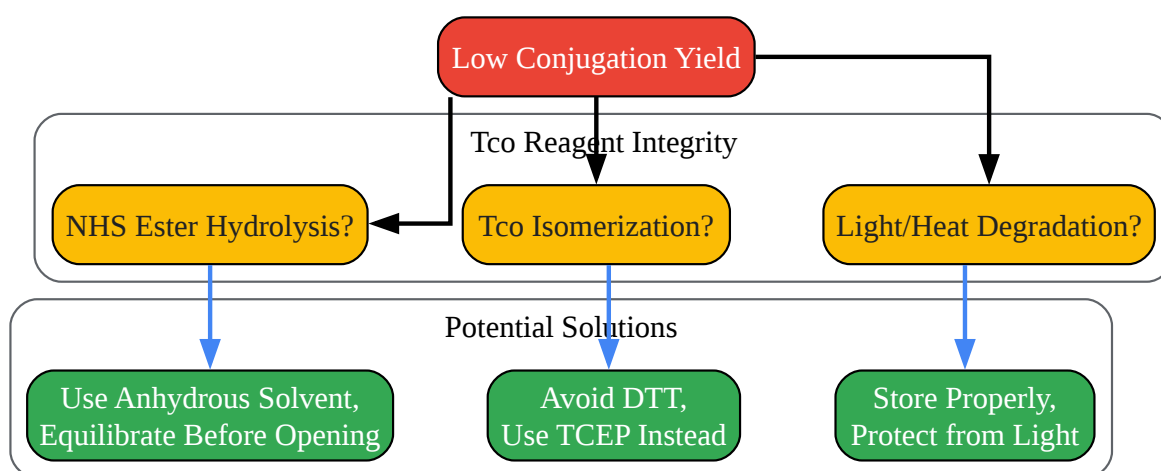 Low Conjugation Yield
Tco Reagent Integrity
NHS Ester Hydrolysis?
Tco Isomerization?
Light/Heat Degradation?
Potential Solutions
Use Anhydrous Solvent,
Equilibrate Before Opening
Avoid DTT,
Use TCEP Instead
Store Properly,
Protect from Light